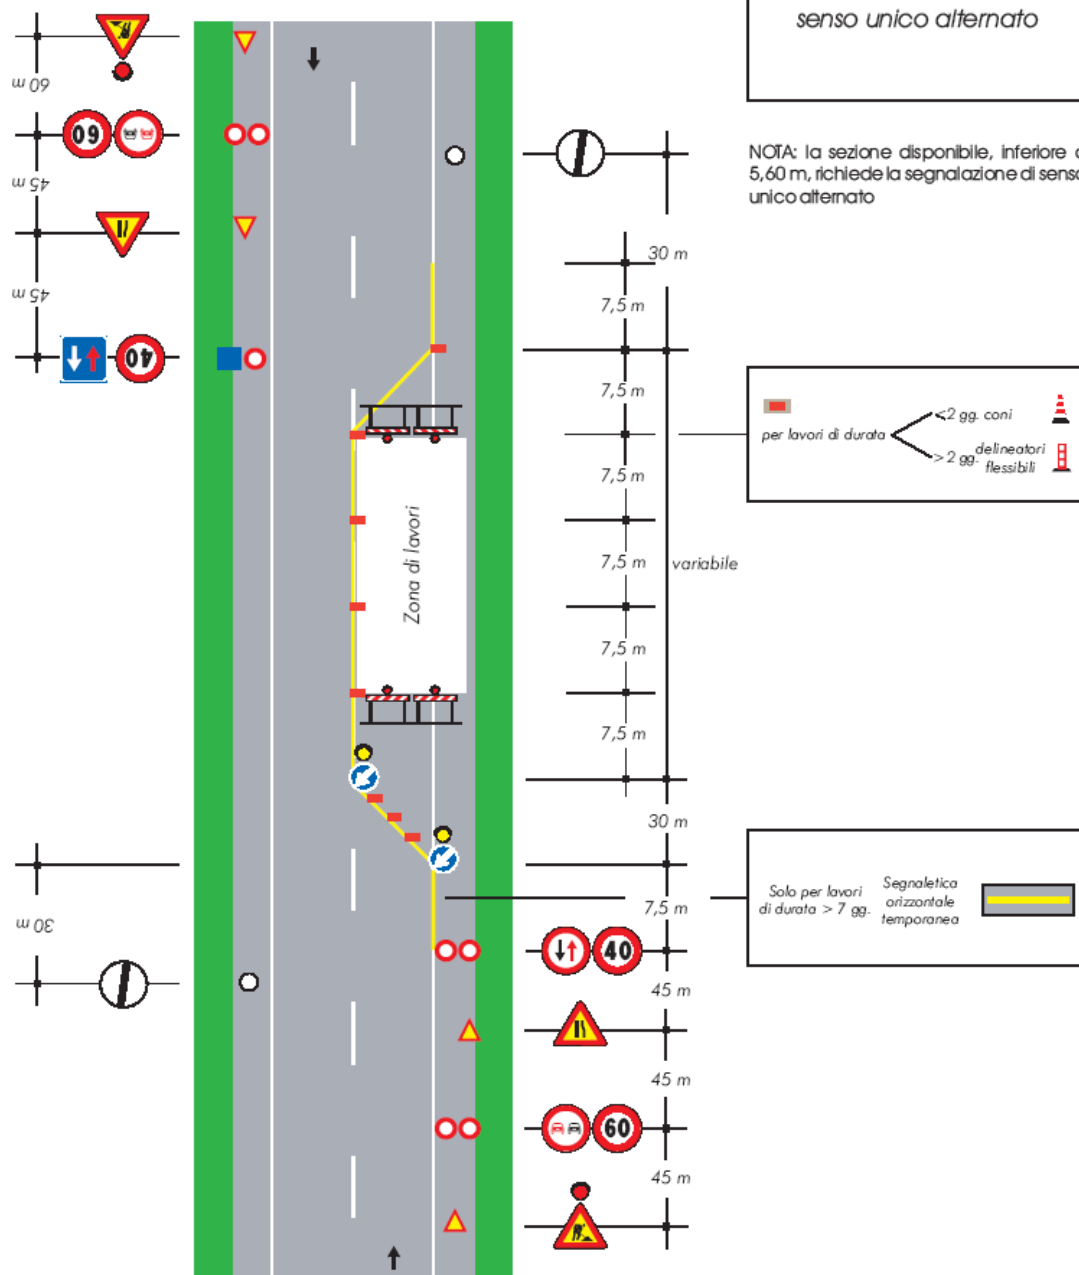 senso unico alternato
NOTA: la sezione disponibile, inferiore a
5,60 m, richiede la segnalazione di senso
unico alternato
60 m
60
45 m
45 m
40
30 m
7,5 m
7,5 m
7,5 m
7,5 m
7,5 m
7,5 m
variabile
30 m
7,5 m
per lavori di durata
<2 gg. coni
>2 gg. delineatori
flessibili
Zona di lavori
Solo per lavori
di durata > 7 gg.
Segnaletica
orizzontale
temporanea
30 m
40
45 m
45 m
60
45 m